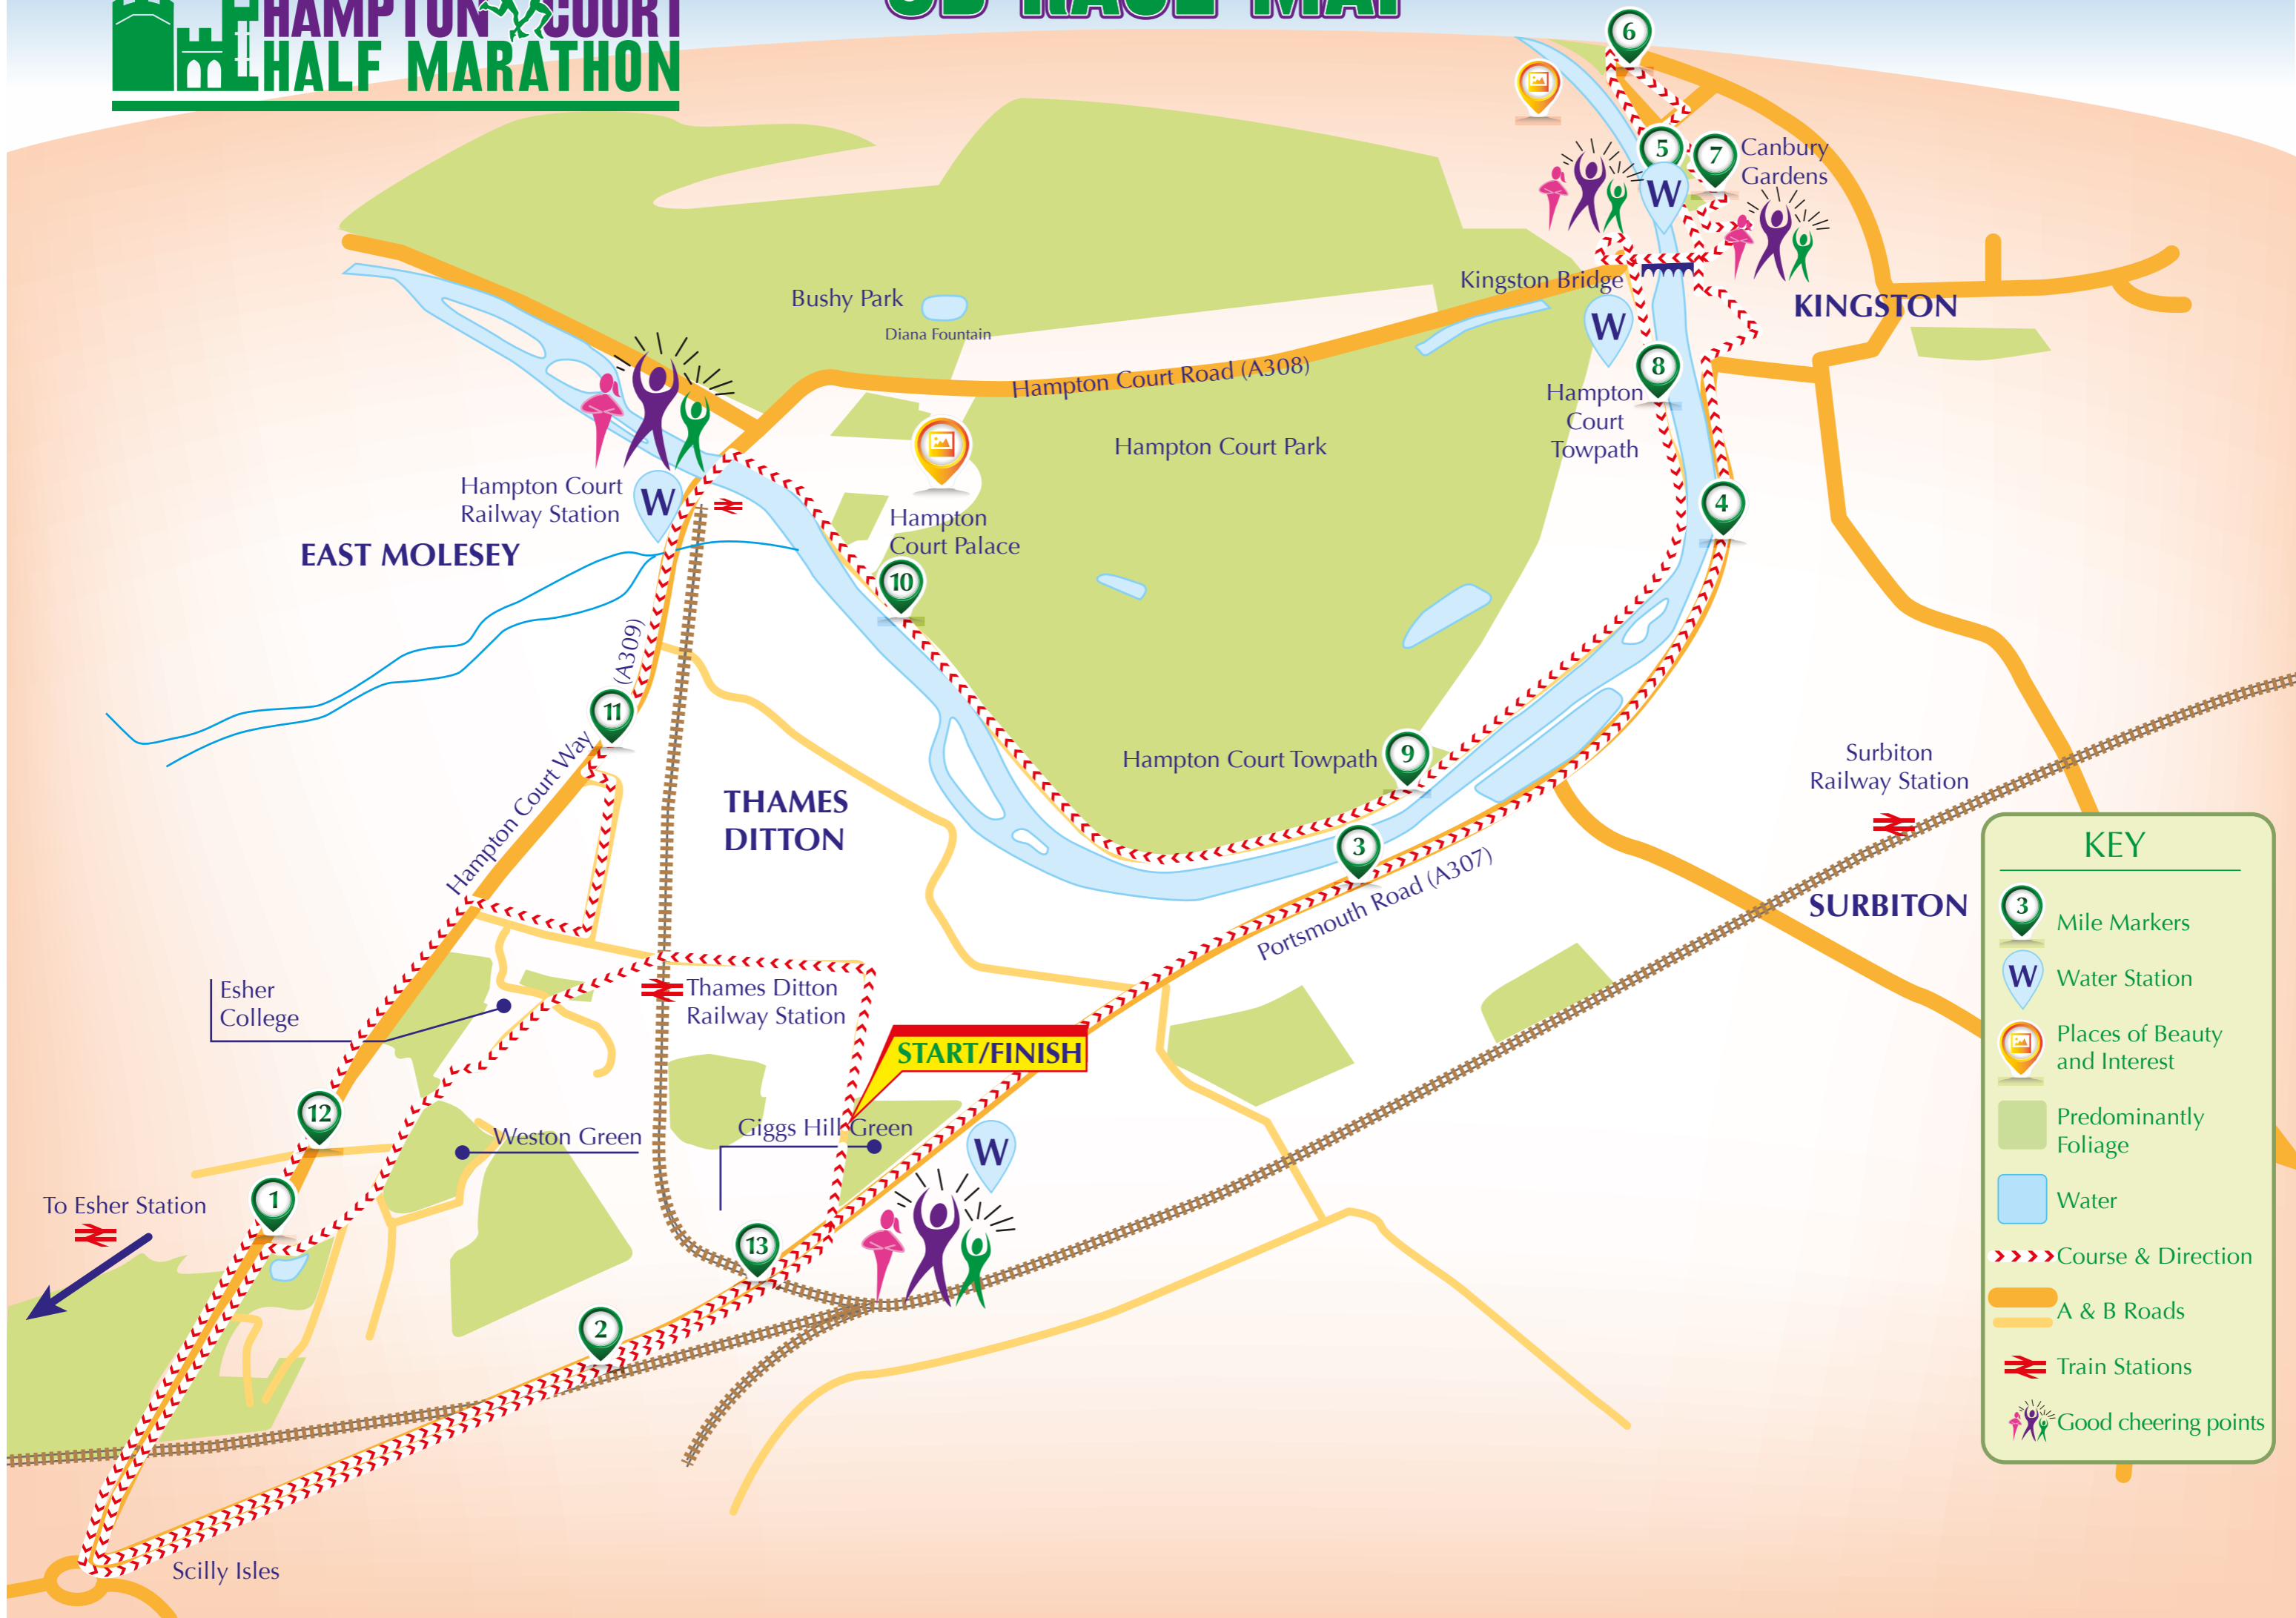 HAMPTON COURT
HALF MARATHON
3D RACE MAP
6
5
7
Canbury
Gardens
W
Kingston Bridge
KINGSTON
W
8
Hampton
Court
Towpath
4
Bushy Park
Diana Fountain
Hampton Court Road (A308)
Hampton Court Park
Hampton Court
Railway Station
W
EAST MOLESEY
Hampton
Court Palace
10
(A309)
11
Hampton Court Way
Hampton Court Towpath
9
THAMES
DITTON
3
Portsmouth Road (A307)
Surbiton
Railway Station
SURBITON
Esher
College
Thames Ditton
Railway Station
START/FINISH
12
Weston Green
Giggs Hill Green
W
1
To Esher Station
13
2
Scilly Isles
KEY
3
Mile Markers
W
Water Station
Places of Beauty
and Interest
Predominantly
Foliage
Water
Course & Direction
A & B Roads
Train Stations
Good cheering points